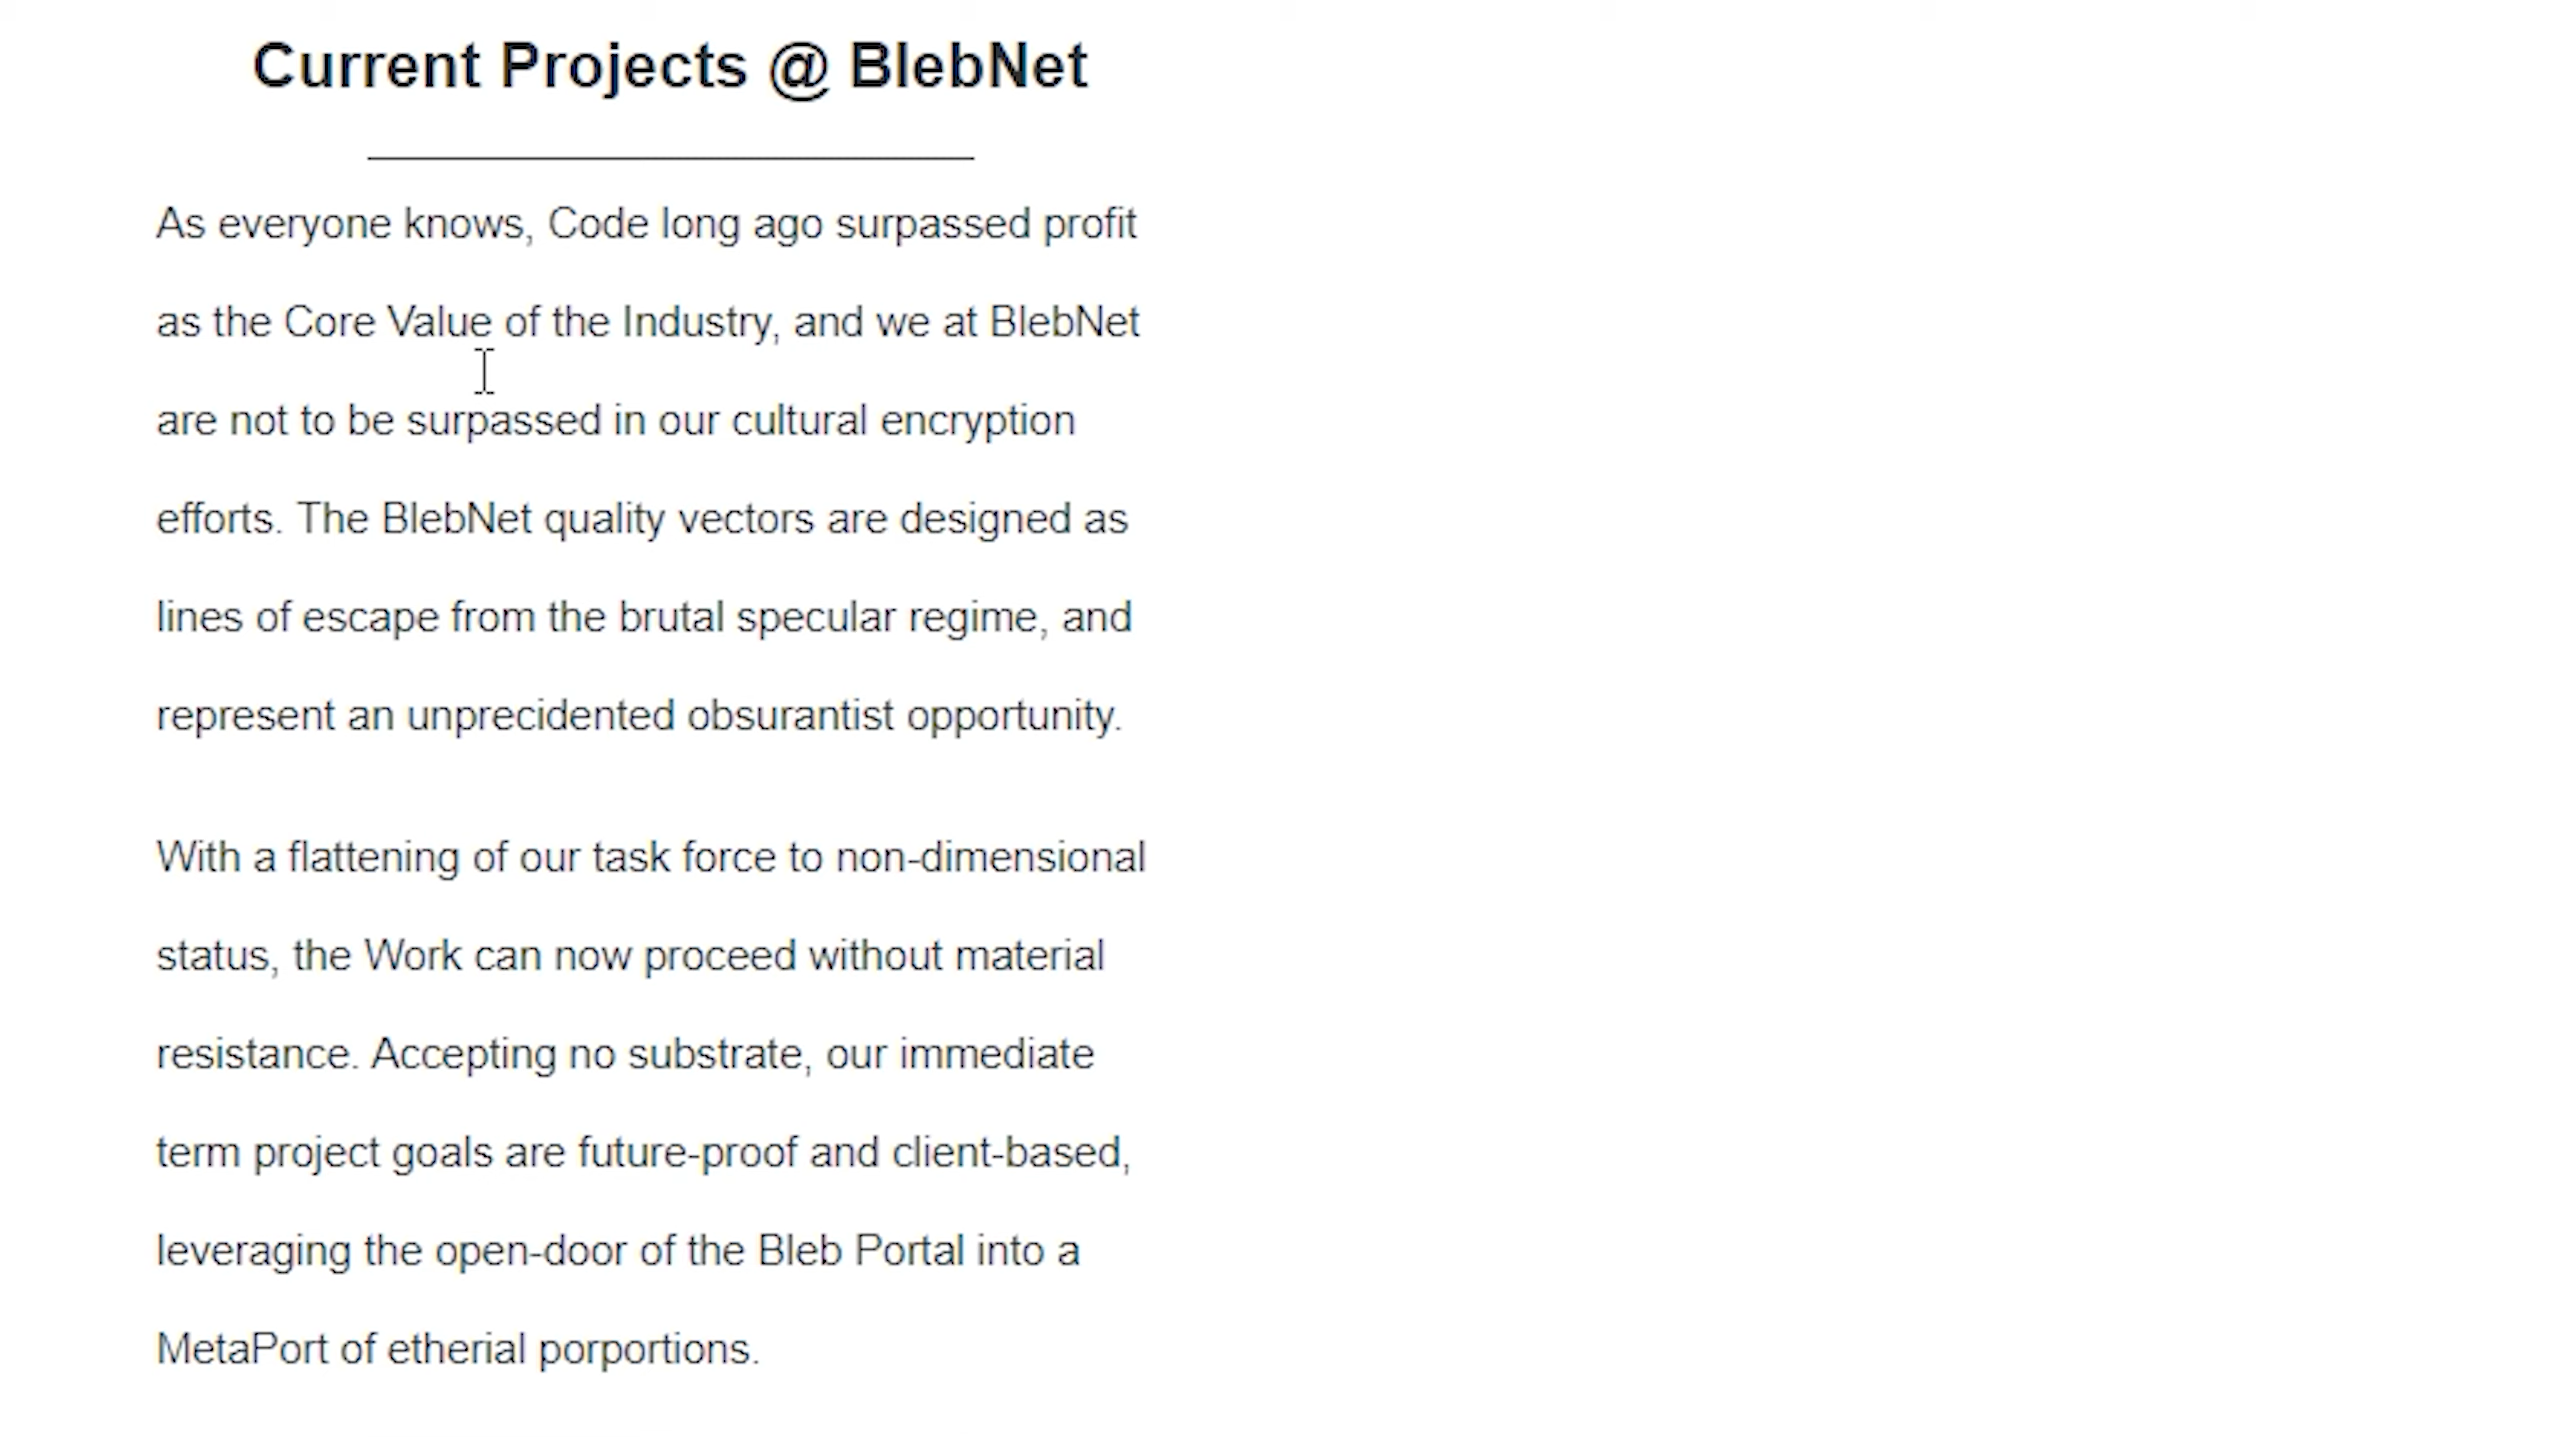 Current Projects @ BlebNet
As everyone knows, Code long ago surpassed profit
as the Core Value of the Industry, and we at BlebNet
are not to be surpassed in our cultural encryption
efforts. The BlebNet quality vectors are designed as
lines of escape from the brutal specular regime, and
represent an unprecidented obsurantist opportunity.
With a flattening of our task force to non-dimensional
status, the Work can now proceed without material
resistance. Accepting no substrate, our immediate
term project goals are future-proof and client-based,
leveraging the open-door of the Bleb Portal into a
MetaPort of etherial porportions.